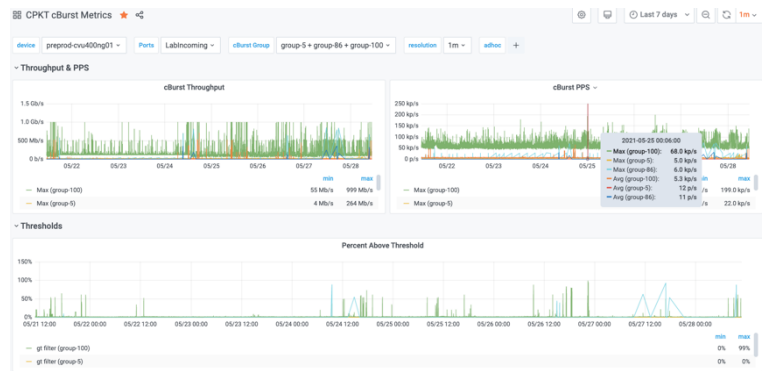 CPKT cBurst Metrics
Last 7 days
1m
device preprod-cvu400ng01 Ports LabIncoming cBurst Group group-5 + group-86 + group-100 resolution 1m adhoc +
Throughput & PPS
cBurst Throughput
1.5 Gb/s
1.0 Gb/s
500 Mb/s
0 b/s
05/22 05/23 05/24 05/25 05/26 05/27 05/28
min max
Max (group-100) 55 Mb/s 999 Mb/s
Max (group-5) 4 Mb/s 264 Mb/s
cBurst PPS
250 kp/s
200 kp/s
150 kp/s
100 kp/s
50 kp/s
0 p/s
05/22 05/23 05/24 05/25 05/28
max
Max (group-100) /s 199.0 kp/s
Max (group-5) /s 22.0 kp/s
2021-05-25 00:06:00
Max (group-100): 68.0 kp/s
Max (group-5): 5.0 kp/s
Max (group-86): 6.0 kp/s
Avg (group-100): 5.3 kp/s
Avg (group-5): 12 p/s
Avg (group-86): 11 p/s
Thresholds
Percent Above Threshold
150%
100%
50%
0%
05/21 12:00 05/22 00:00 05/22 12:00 05/23 00:00 05/23 12:00 05/24 00:00 05/24 12:00 05/25 00:00 05/25 12:00 05/26 00:00 05/26 12:00 05/27 00:00 05/27 12:00 05/28 00:00
min max
gt filter (group-100) 0% 99%
gt filter (group-5) 0% 0%